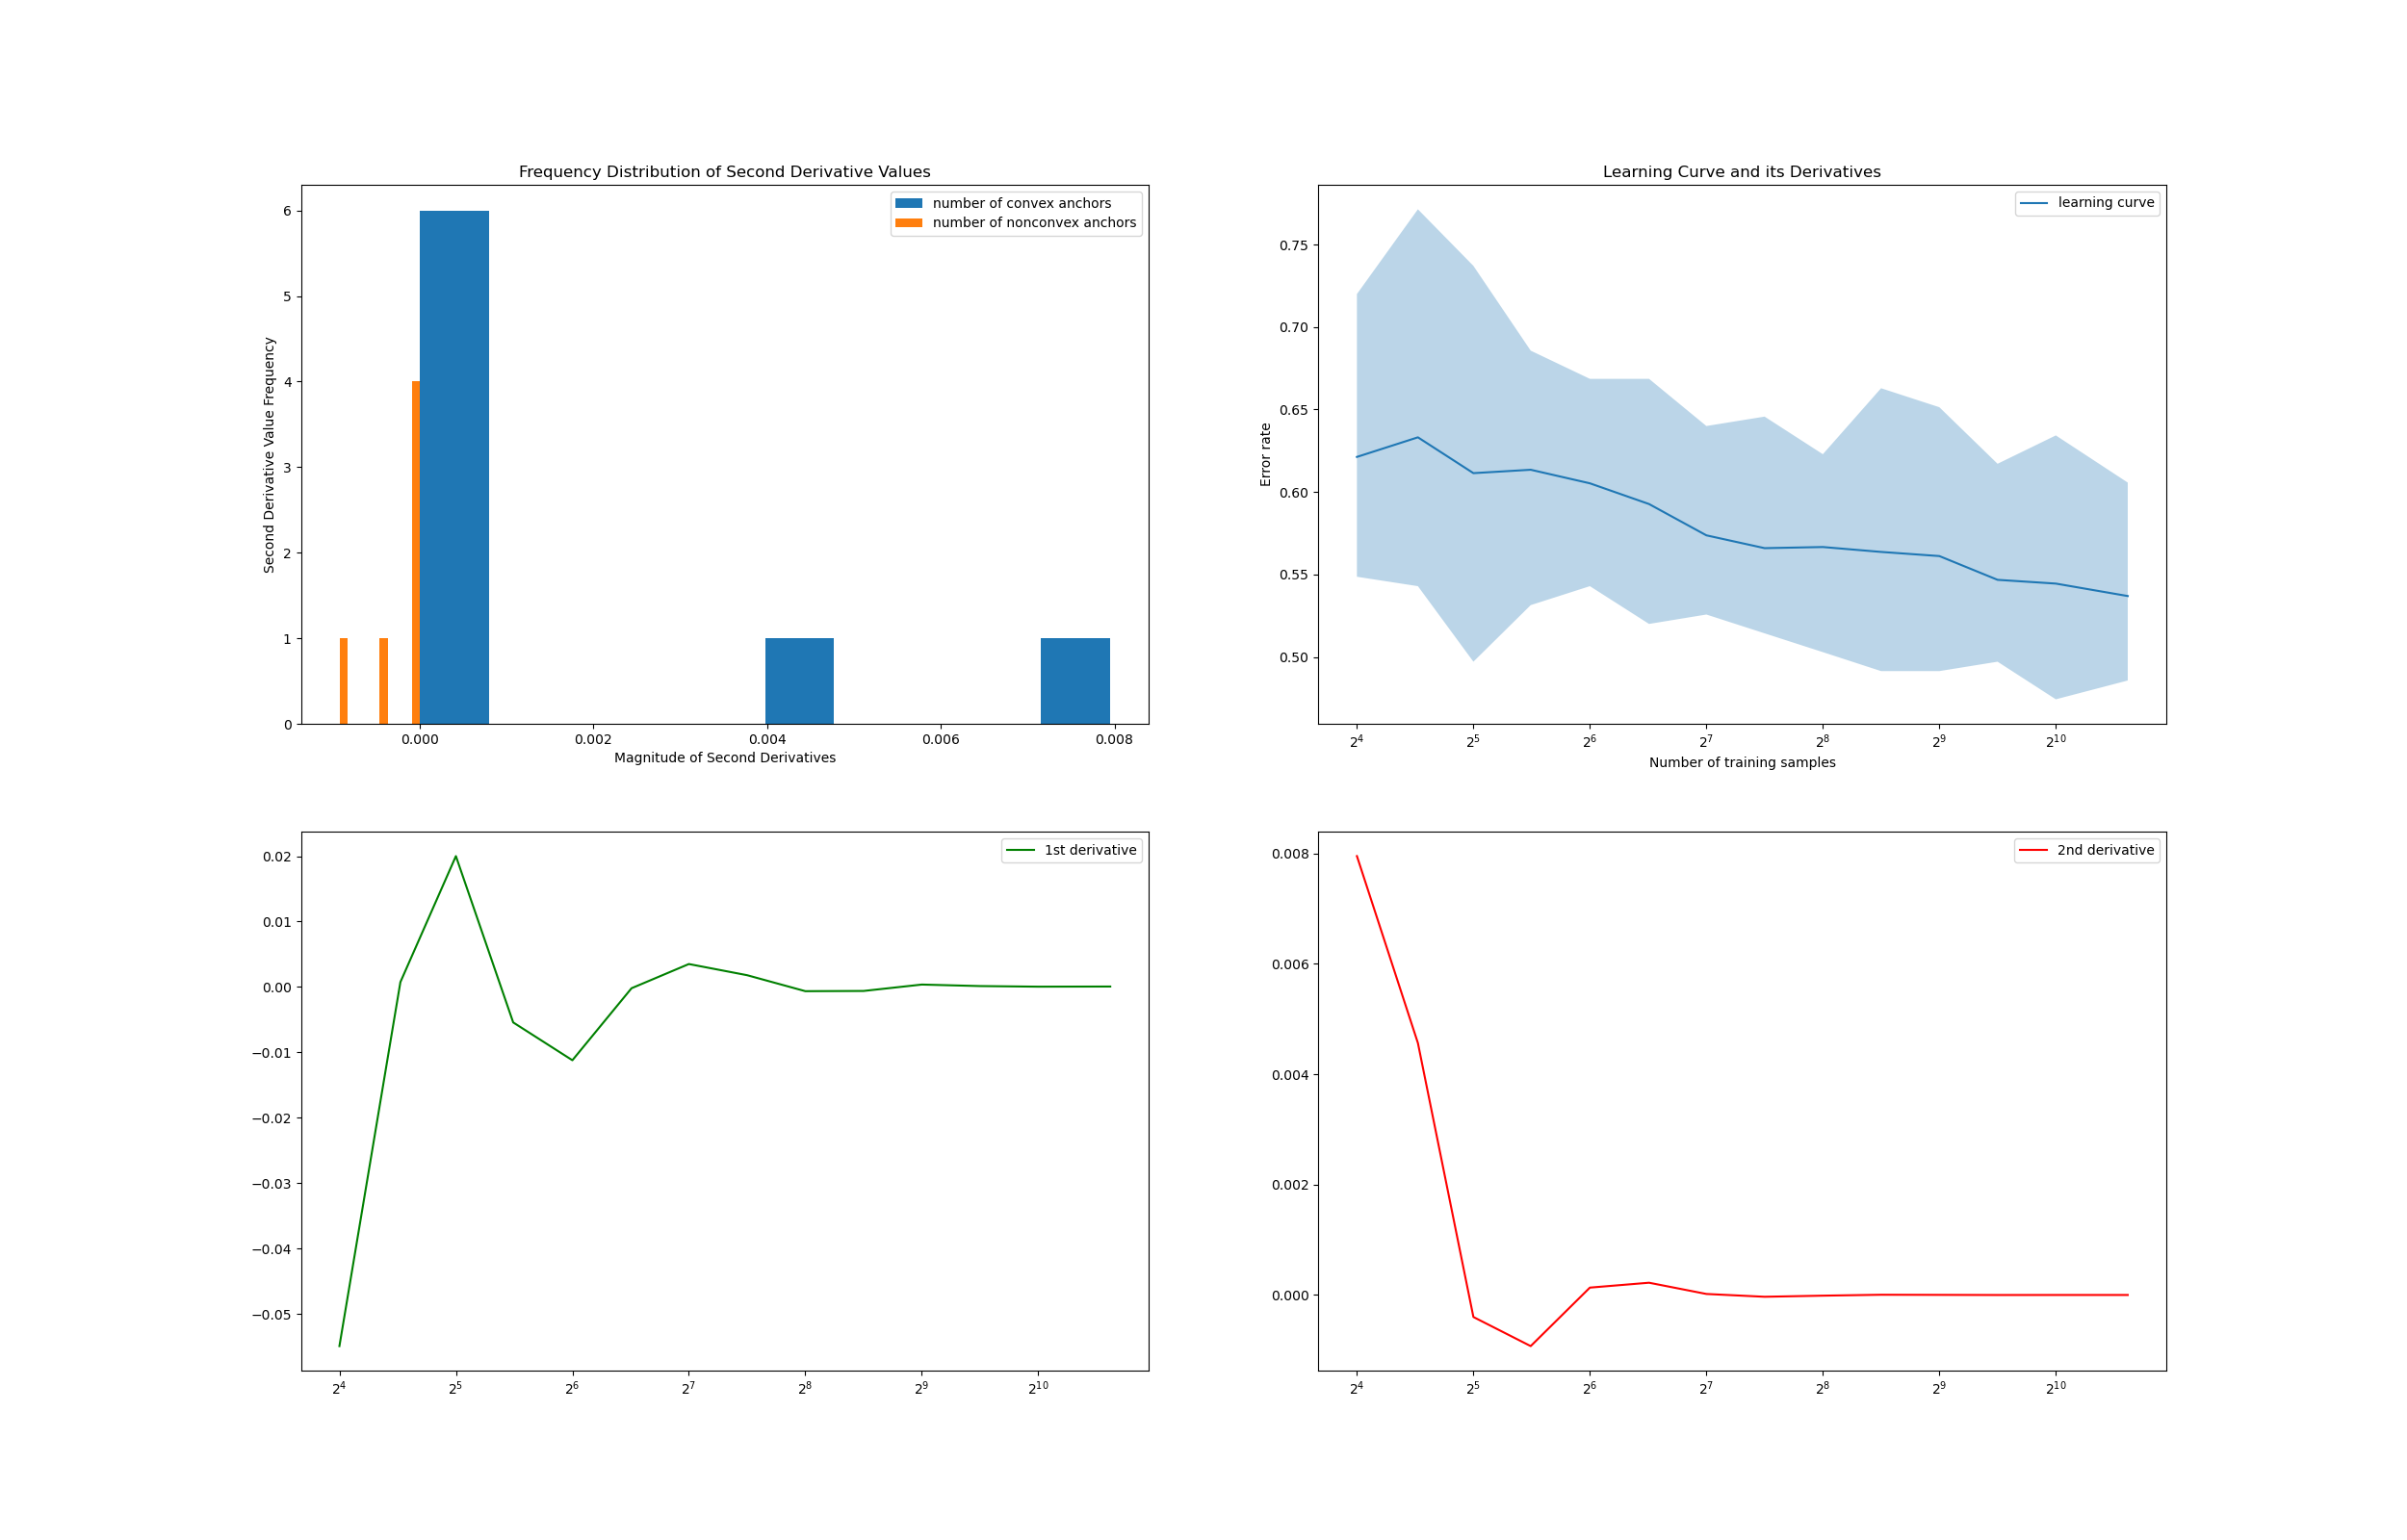 Frequency Distribution of Second Derivative Values
number of convex anchors
number of nonconvex anchors
6
5
4
3
2
1
0
Second Derivative Value Frequency
0.000 0.002 0.004 0.006 0.008
Magnitude of Second Derivatives
Learning Curve and its Derivatives
learning curve
0.75
0.70
0.65
0.60
0.55
0.50
Error rate
2⁴ 2⁵ 2⁶ 2⁷ 2⁸ 2⁹ 2¹⁰
Number of training samples
1st derivative
0.02
0.01
0.00
−0.01
−0.02
−0.03
−0.04
−0.05
2⁴ 2⁵ 2⁶ 2⁷ 2⁸ 2⁹ 2¹⁰
2nd derivative
0.008
0.006
0.004
0.002
0.000
2⁴ 2⁵ 2⁶ 2⁷ 2⁸ 2⁹ 2¹⁰